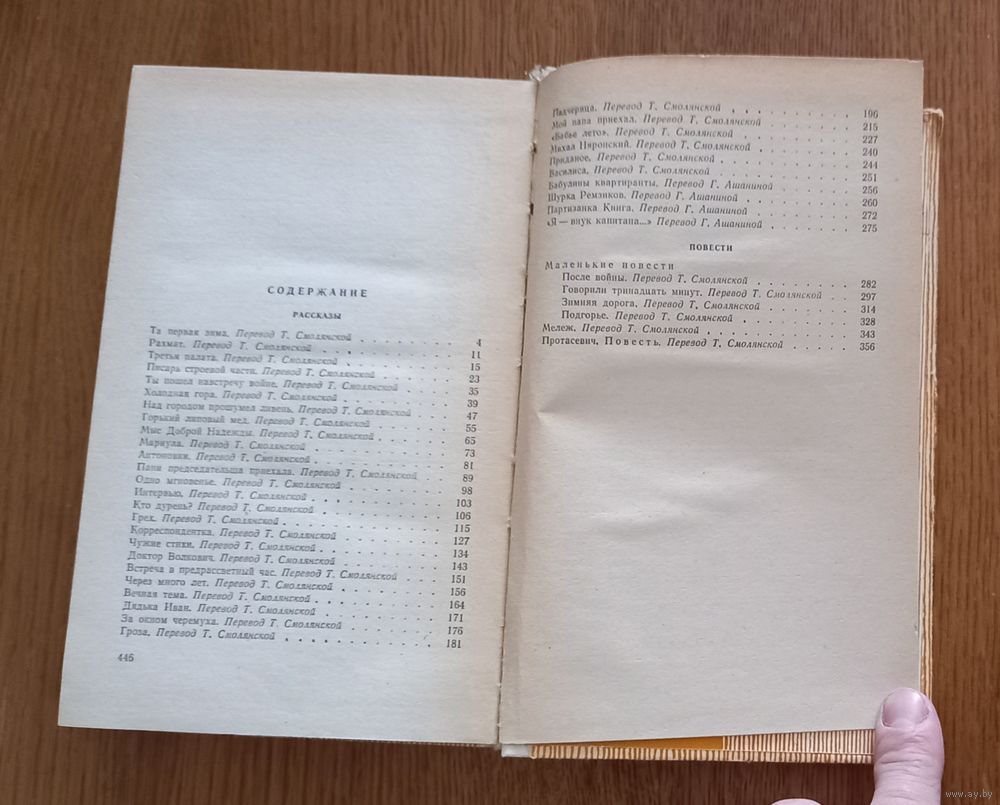 СОДЕРЖАНИЕ
РАССКАЗЫ
Та первая зима. Перевод Т. Смолянской 4
Рахмат. Перевод Т. Смолянской 11
Третья палата. Перевод Т. Смолянской 15
Писарь строевой части. Перевод Т. Смолянской 23
Ты пошел навстречу войне. Перевод Т. Смолянской 35
Холодная гора. Перевод Т. Смолянской 39
Над городом прошумел ливень. Перевод Т. Смолянской 47
Горький липовый мед. Перевод Т. Смолянской 55
Мыс Доброй Надежды. Перевод Т. Смолянской 65
Мариула. Перевод Т. Смолянской 73
Антоновки. Перевод Т. Смолянской 81
Пани председательша приехала. Перевод Т. Смолянской 89
Одно мгновенье. Перевод Т. Смолянской 98
Интервью. Перевод Т. Смолянской 103
Кто дурень? Перевод Т. Смолянской 106
Грех. Перевод Т. Смолянской 115
Корреспондентка. Перевод Т. Смолянской 127
Чужие стихи. Перевод Т. Смолянской 134
Доктор Волкович. Перевод Т. Смолянской 143
Встреча в предрассветный час. Перевод Т. Смолянской 151
Через много лет. Перевод Т. Смолянской 156
Вечная тема. Перевод Т. Смолянской 164
Дядька Иван. Перевод Т. Смолянской 171
За окном черемуха. Перевод Т. Смолянской 176
Гроза. Перевод Т. Смолянской 181
446
Падчерица. Перевод Т. Смолянской 196
Мой папа приехал. Перевод Т. Смолянской 215
«Бабье лето». Перевод Т. Смолянской 227
Михал Пяронский. Перевод Т. Смолянской 240
Приданое. Перевод Т. Смолянской 244
Василиса. Перевод Т. Смолянской 251
Бабулины квартиранты. Перевод Г. Ашаниной 256
Шурка Ремзиков. Перевод Г. Ашаниной 260
Партизанка Книга. Перевод Г. Ашаниной 272
«Я — внук капитана...» Перевод Г. Ашаниной 275
ПОВЕСТИ
Маленькие повести
После войны. Перевод Т. Смолянской 282
Говорили тринадцать минут. Перевод Т. Смолянской 297
Зимняя дорога. Перевод Т. Смолянской 314
Подгорье. Перевод Т. Смолянской 328
Мележ. Перевод Т. Смолянской 343
Протасевич. Повесть. Перевод Т. Смолянской 356
www.ay.by